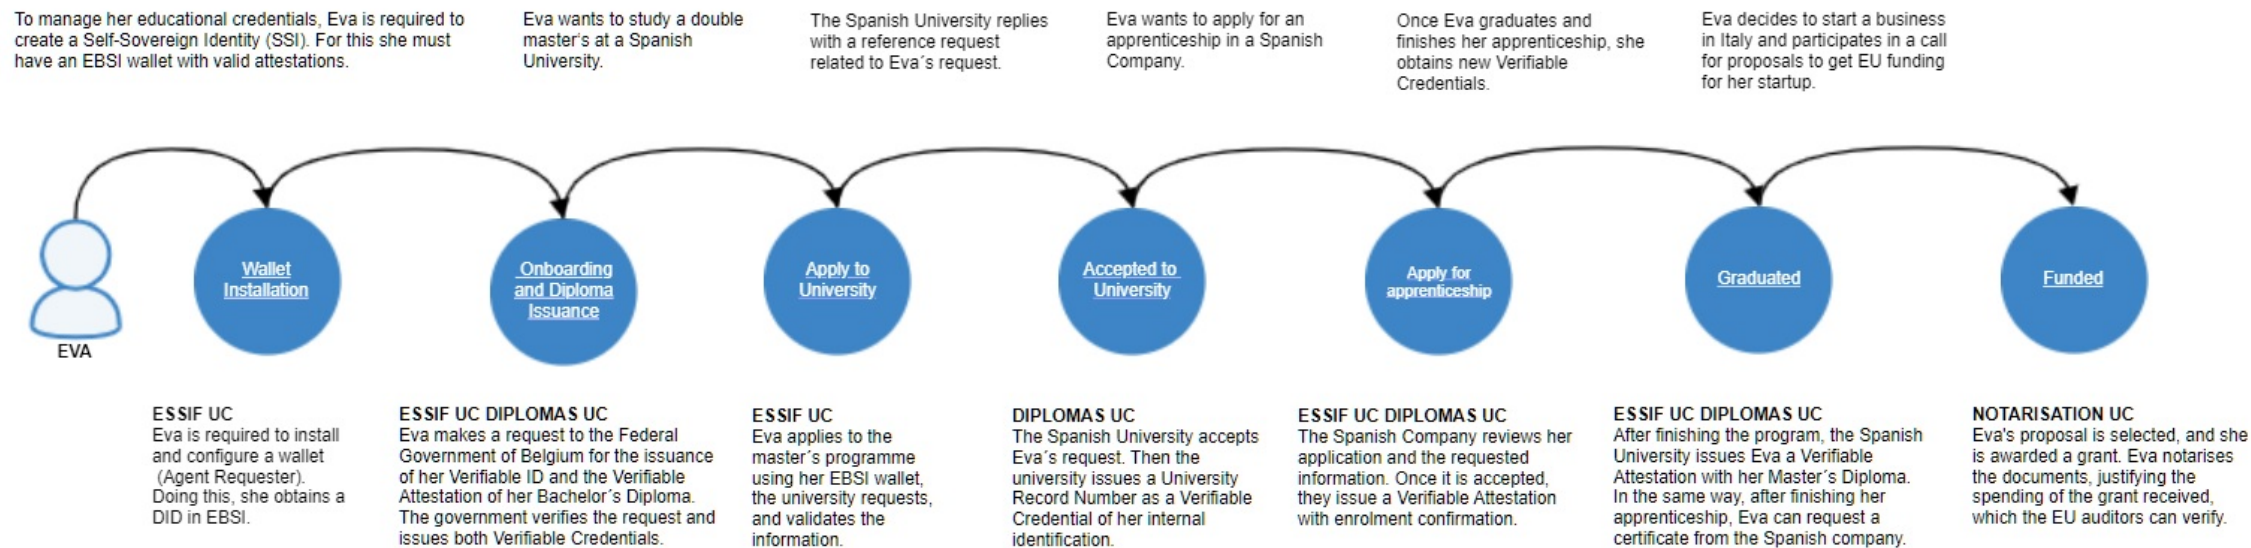 To manage her educational credentials, Eva is required to
create a Self-Sovereign Identity (SSI). For this she must
have an EBSI wallet with valid attestations.
Eva wants to study a double
master's at a Spanish
University.
The Spanish University replies
with a reference request
related to Eva´s request.
Eva wants to apply for an
apprenticeship in a Spanish
Company.
Once Eva graduates and
finishes her apprenticeship, she
obtains new Verifiable
Credentials.
Eva decides to start a business
in Italy and participates in a call
for proposals to get EU funding
for her startup.
EVA
Wallet
Installation
Onboarding
and Diploma
Issuance
Apply to
University
Accepted to
University
Apply for
apprenticeship
Graduated
Funded
ESSIF UC
Eva is required to install
and configure a wallet
(Agent Requester).
Doing this, she obtains a
DID in EBSI.
ESSIF UC DIPLOMAS UC
Eva makes a request to the Federal
Government of Belgium for the issuance
of her Verifiable ID and the Verifiable
Attestation of her Bachelor´s Diploma.
The government verifies the request and
issues both Verifiable Credentials.
ESSIF UC
Eva applies to the
master´s programme
using her EBSI wallet,
the university requests,
and validates the
information.
DIPLOMAS UC
The Spanish University accepts
Eva´s request. Then the
university issues a University
Record Number as a Verifiable
Credential of her internal
identification.
ESSIF UC DIPLOMAS UC
The Spanish Company reviews her
application and the requested
information. Once it is accepted,
they issue a Verifiable Attestation
with enrolment confirmation.
ESSIF UC DIPLOMAS UC
After finishing the program, the Spanish
University issues Eva a Verifiable
Attestation with her Master´s Diploma.
In the same way, after finishing her
apprenticeship, Eva can request a
certificate from the Spanish company.
NOTARISATION UC
Eva's proposal is selected, and she
is awarded a grant. Eva notarises
the documents, justifying the
spending of the grant received,
which the EU auditors can verify.